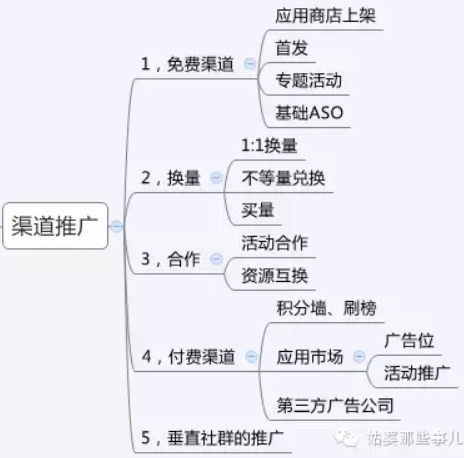 渠道推广
1，免费渠道
应用商店上架
首发
专题活动
基础ASO
2，换量
1:1换量
不等量兑换
买量
3，合作
活动合作
资源互换
4，付费渠道
积分墙、刷榜
应用市场
广告位
活动推广
第三方广告公司
5，垂直社群的推广
姑婆那些事儿